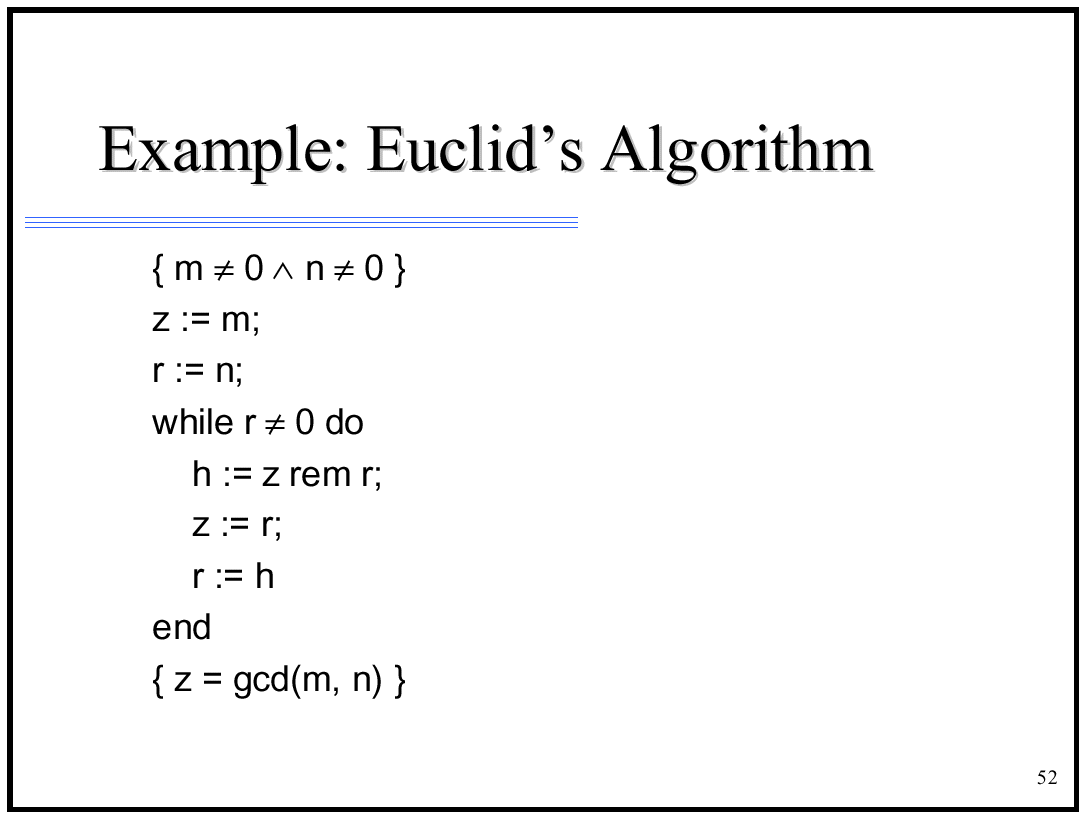 Example: Euclid’s Algorithm
{ m ≠ 0 ∧ n ≠ 0 }
z := m;
r := n;
while r ≠ 0 do
h := z rem r;
z := r;
r := h
end
{ z = gcd(m, n) }
52